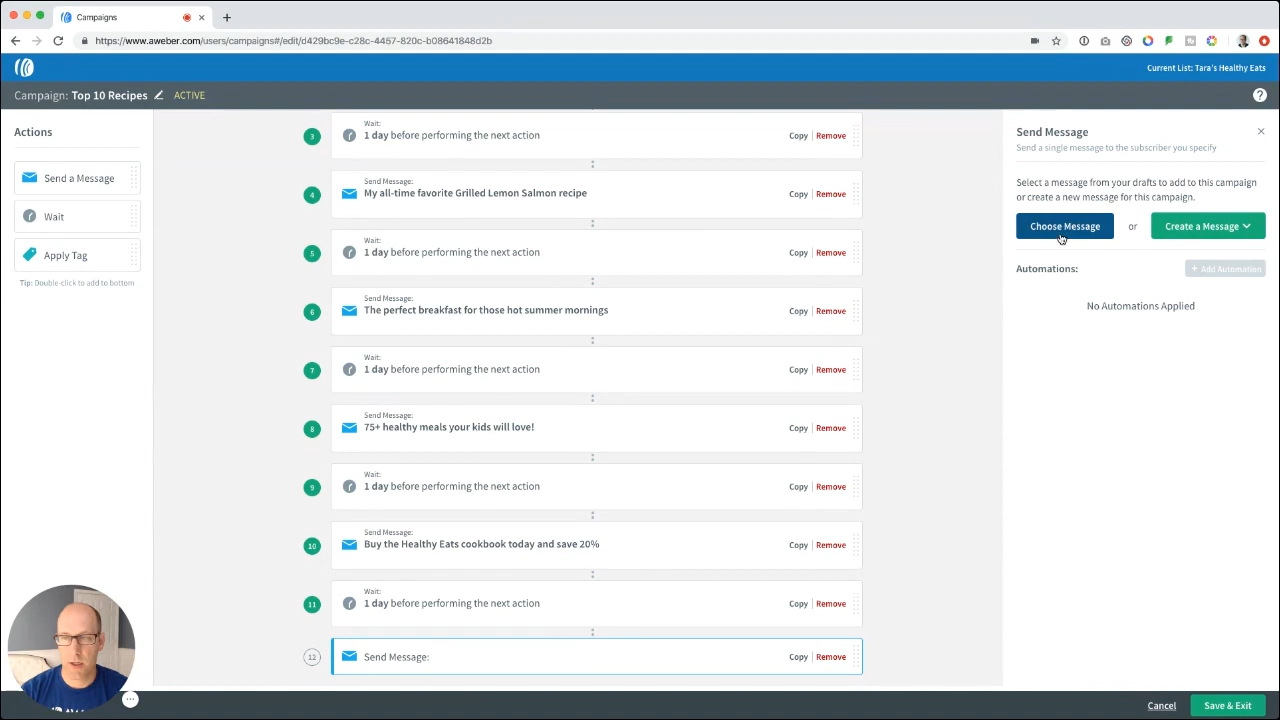 Campaigns
https://www.aweber.com/users/campaigns#/edit/d429bc9e-c28c-4457-820c-b08641848d2b
Current List: Tara's Healthy Eats
Campaign: Top 10 Recipes ACTIVE
?
Actions
Send a Message
Wait
Apply Tag
Tip: Double-click to add to bottom
3
Wait:
1 day before performing the next action
Copy | Remove
4
Send Message:
My all-time favorite Grilled Lemon Salmon recipe
Copy | Remove
5
Wait:
1 day before performing the next action
Copy | Remove
6
Send Message:
The perfect breakfast for those hot summer mornings
Copy | Remove
7
Wait:
1 day before performing the next action
Copy | Remove
8
Send Message:
75+ healthy meals your kids will love!
Copy | Remove
9
Wait:
1 day before performing the next action
Copy | Remove
10
Send Message:
Buy the Healthy Eats cookbook today and save 20%
Copy | Remove
11
Wait:
1 day before performing the next action
Copy | Remove
12
Send Message:
Copy | Remove
Send Message
Send a single message to the subscriber you specify
Select a message from your drafts to add to this campaign
or create a new message for this campaign.
Choose Message or Create a Message
Automations: + Add Automation
No Automations Applied
Cancel Save & Exit